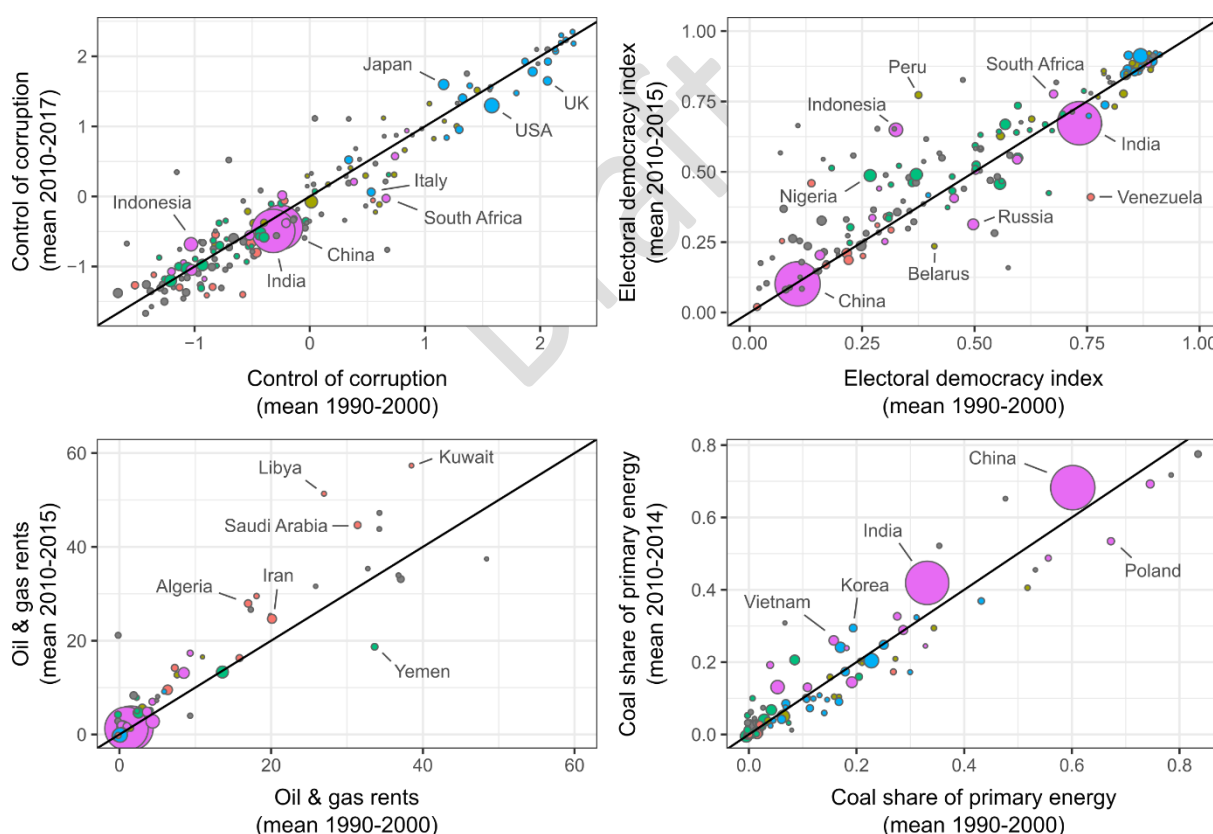 Draft
Control of corruption
(mean 2010-2017)
2
1
0
−1
Japan
UK
USA
Italy
Indonesia
South Africa
China
India
−1
0
1
2
Control of corruption
(mean 1990-2000)
Electoral democracy index
(mean 2010-2015)
1.00
0.75
0.50
0.25
0.00
Peru
South Africa
Indonesia
India
Nigeria
Venezuela
Russia
Belarus
China
0.00
0.25
0.50
0.75
1.00
Electoral democracy index
(mean 1990-2000)
Oil & gas rents
(mean 2010-2015)
60
40
20
0
Kuwait
Libya
Saudi Arabia
Iran
Algeria
Yemen
0
20
40
60
Oil & gas rents
(mean 1990-2000)
Coal share of primary energy
(mean 2010-2014)
0.8
0.6
0.4
0.2
0.0
China
India
Poland
Korea
Vietnam
0.0
0.2
0.4
0.6
0.8
Coal share of primary energy
(mean 1990-2000)